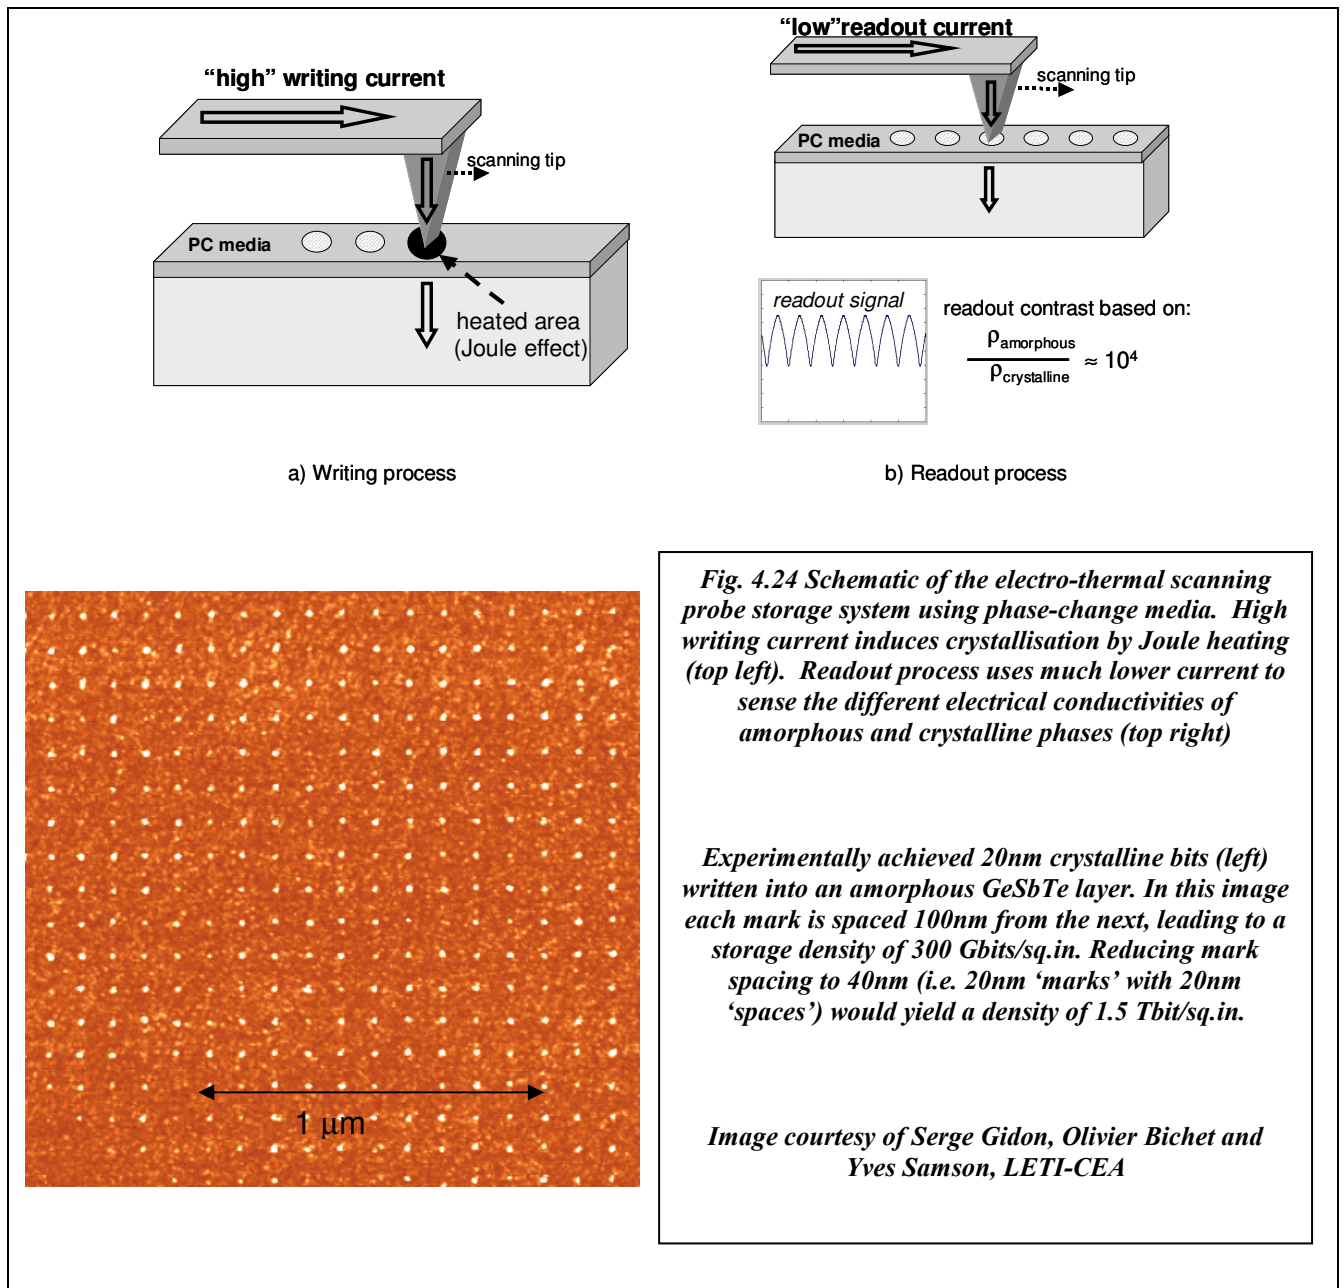 “high” writing current
scanning tip
PC media
heated area
(Joule effect)
a) Writing process
“low”readout current
scanning tip
PC media
readout signal
readout contrast based on:
ρamorphous
ρcrystalline
≈ 10⁴
b) Readout process
1 μm
Fig. 4.24 Schematic of the electro-thermal scanning
probe storage system using phase-change media. High
writing current induces crystallisation by Joule heating
(top left). Readout process uses much lower current to
sense the different electrical conductivities of
amorphous and crystalline phases (top right)
Experimentally achieved 20nm crystalline bits (left)
written into an amorphous GeSbTe layer. In this image
each mark is spaced 100nm from the next, leading to a
storage density of 300 Gbits/sq.in. Reducing mark
spacing to 40nm (i.e. 20nm ‘marks’ with 20nm
‘spaces’) would yield a density of 1.5 Tbit/sq.in.
Image courtesy of Serge Gidon, Olivier Bichet and
Yves Samson, LETI-CEA